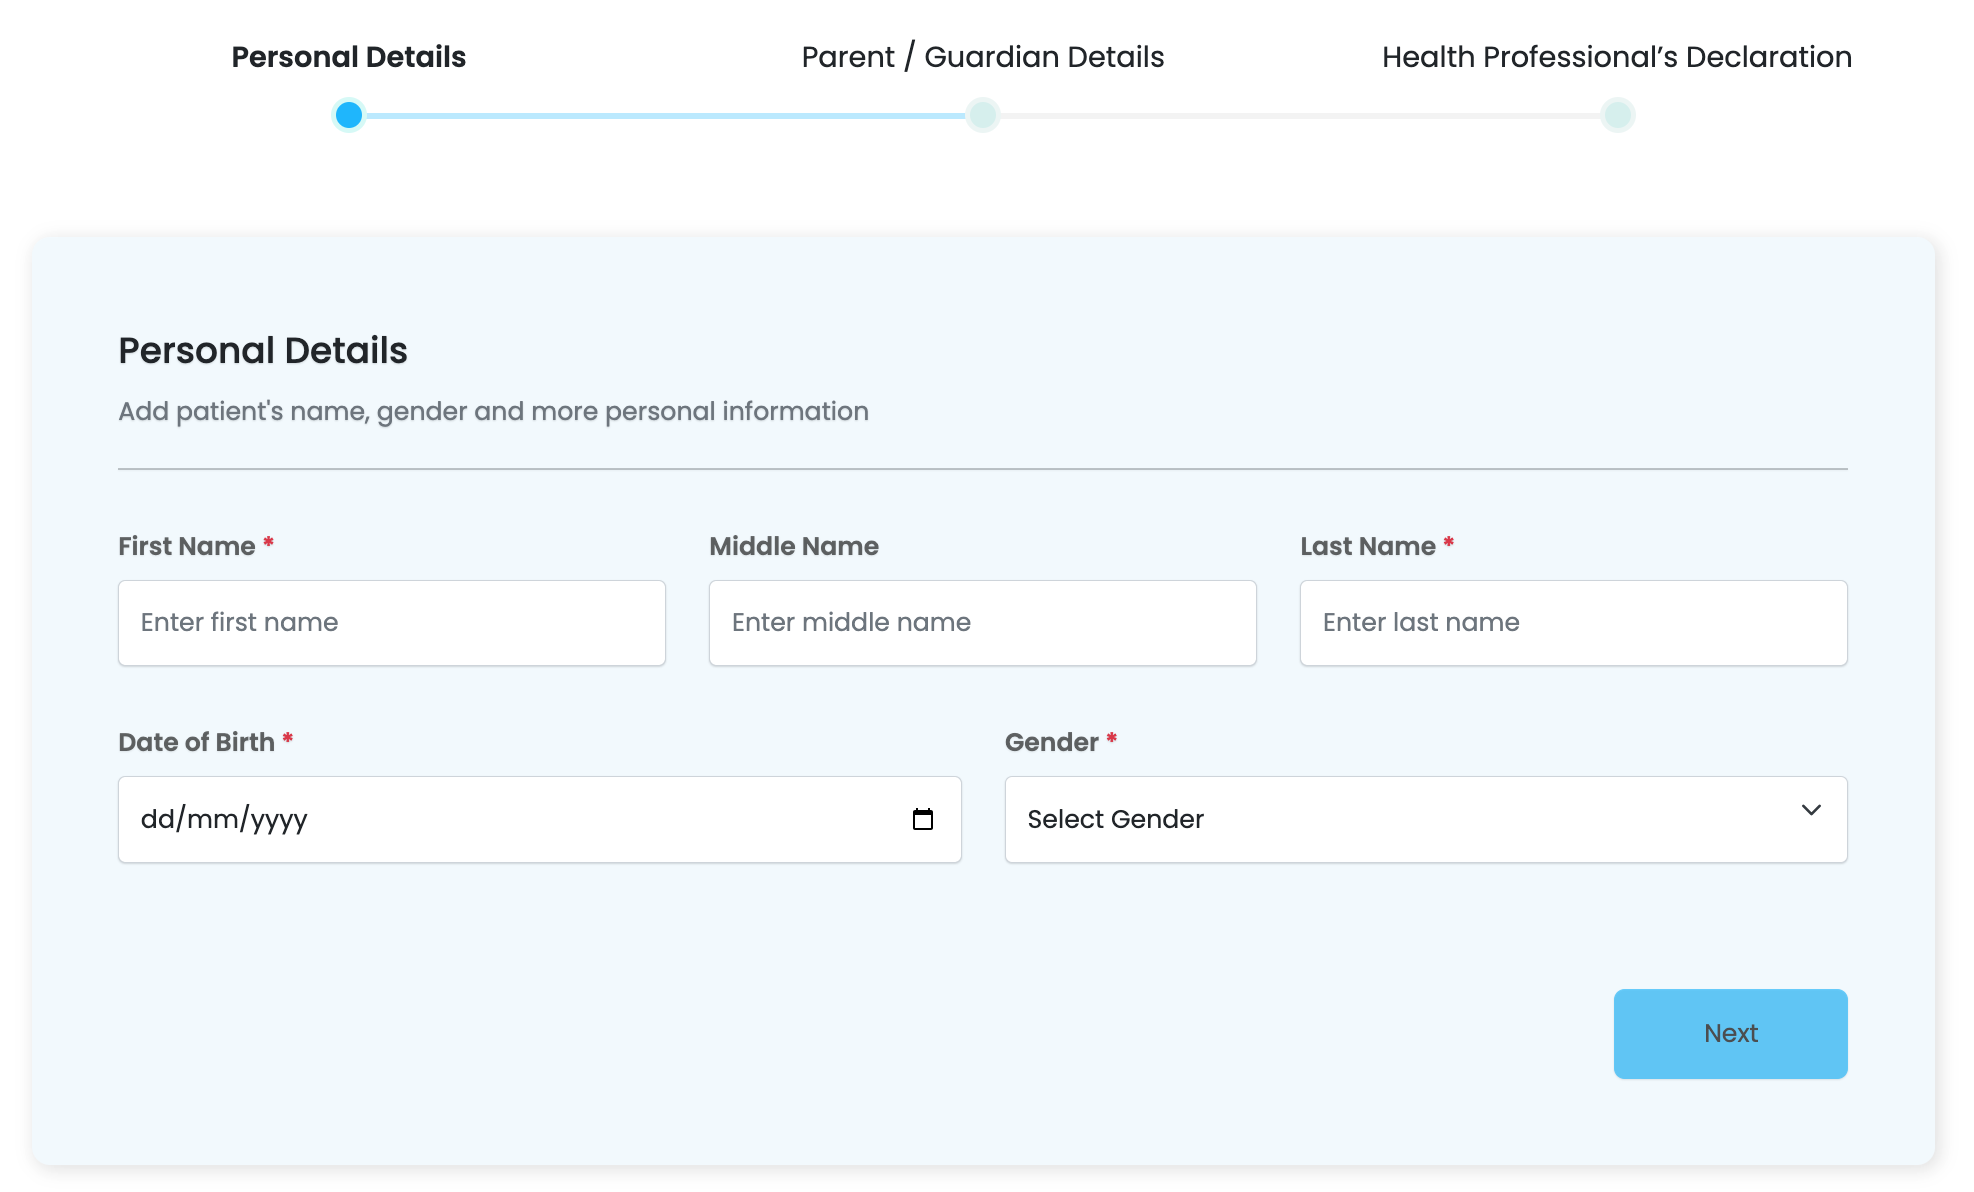 Personal Details
Parent / Guardian Details
Health Professional’s Declaration
Personal Details
Add patient's name, gender and more personal information
First Name *
Middle Name
Last Name *
Enter first name
Enter middle name
Enter last name
Date of Birth *
Gender *
dd/mm/yyyy
Select Gender
Next